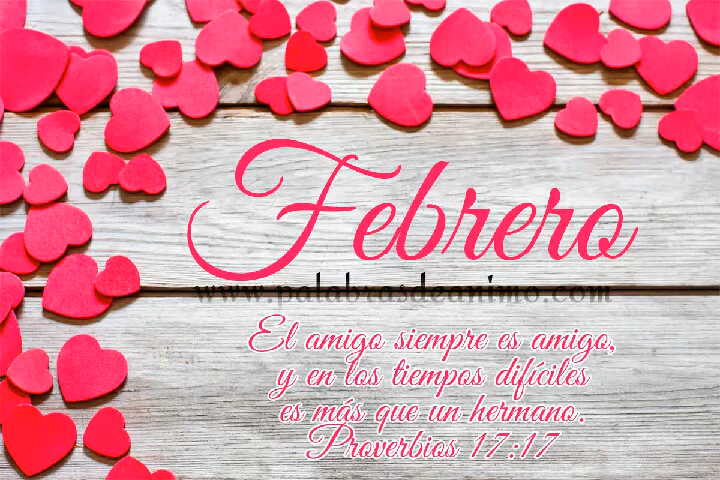 Febrero
www.palabrasdeanimo.com
El amigo siempre es amigo,
y en los tiempos difíciles
es más que un hermano.
Proverbios 17:17